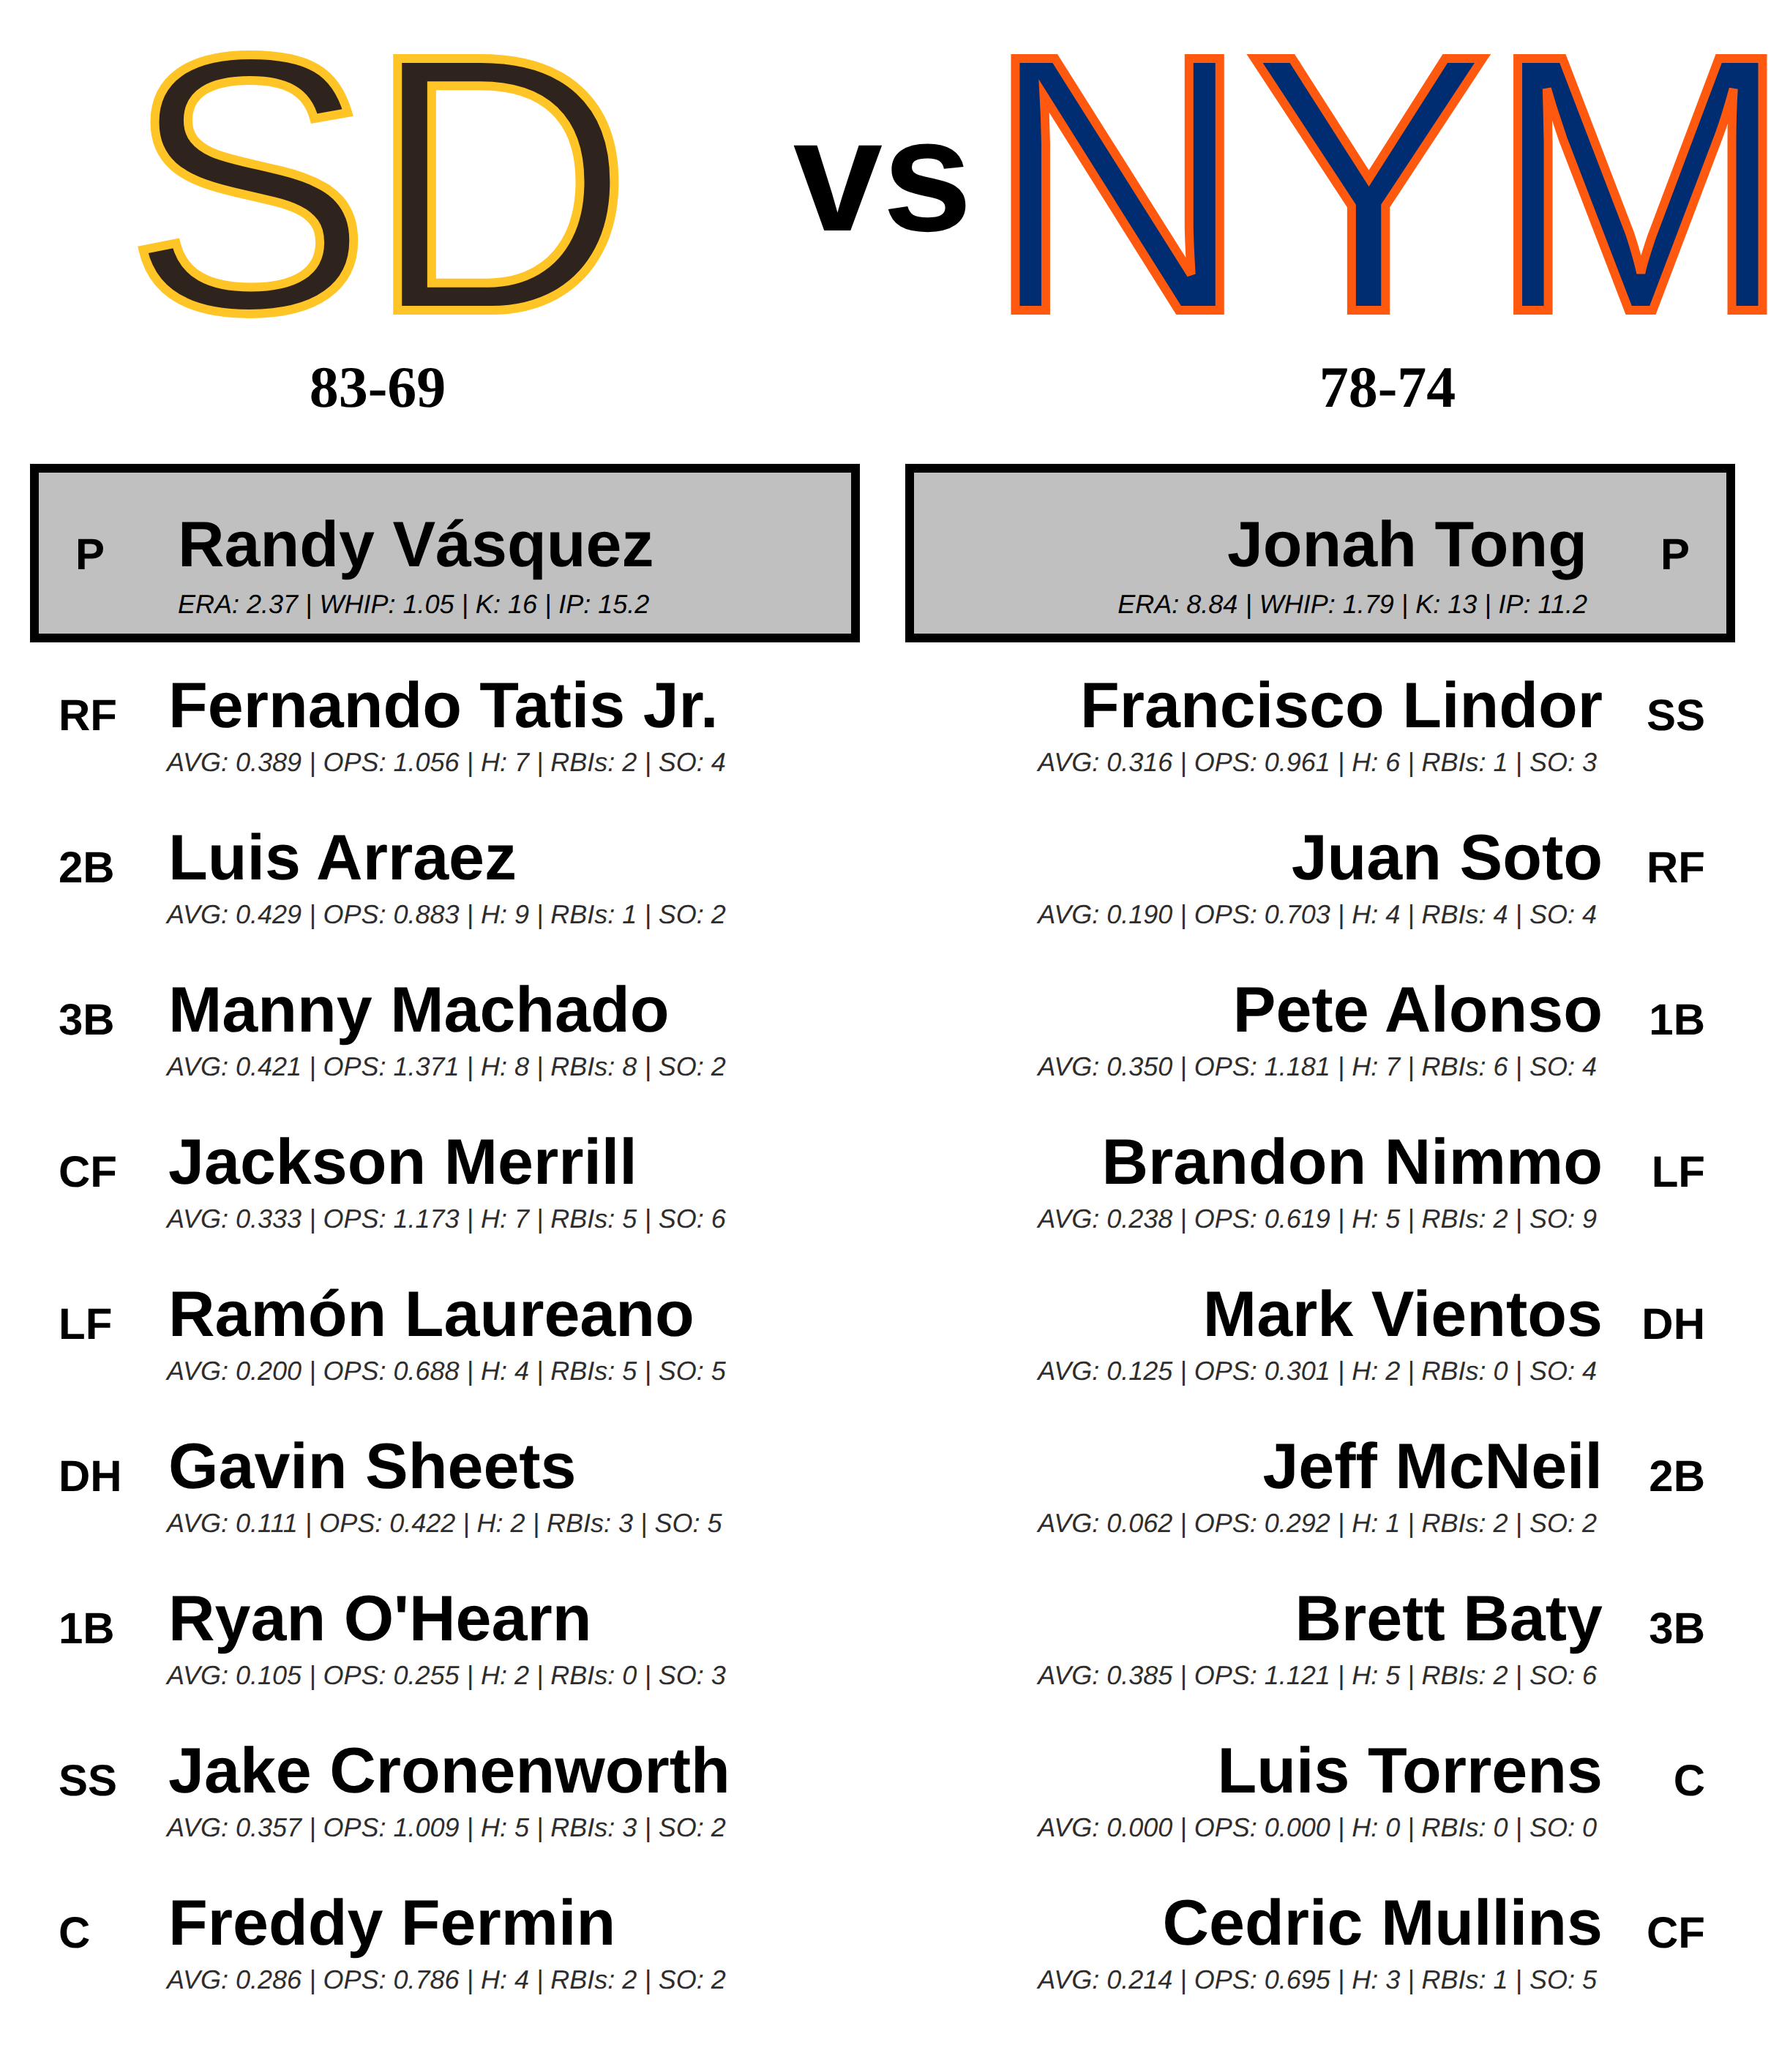 SD vs NYM
83-69
78-74
P Randy Vásquez
ERA: 2.37 | WHIP: 1.05 | K: 16 | IP: 15.2
Jonah Tong P
ERA: 8.84 | WHIP: 1.79 | K: 13 | IP: 11.2
RF Fernando Tatis Jr.
AVG: 0.389 | OPS: 1.056 | H: 7 | RBIs: 2 | SO: 4
2B Luis Arraez
AVG: 0.429 | OPS: 0.883 | H: 9 | RBIs: 1 | SO: 2
3B Manny Machado
AVG: 0.421 | OPS: 1.371 | H: 8 | RBIs: 8 | SO: 2
CF Jackson Merrill
AVG: 0.333 | OPS: 1.173 | H: 7 | RBIs: 5 | SO: 6
LF Ramón Laureano
AVG: 0.200 | OPS: 0.688 | H: 4 | RBIs: 5 | SO: 5
DH Gavin Sheets
AVG: 0.111 | OPS: 0.422 | H: 2 | RBIs: 3 | SO: 5
1B Ryan O'Hearn
AVG: 0.105 | OPS: 0.255 | H: 2 | RBIs: 0 | SO: 3
SS Jake Cronenworth
AVG: 0.357 | OPS: 1.009 | H: 5 | RBIs: 3 | SO: 2
C Freddy Fermin
AVG: 0.286 | OPS: 0.786 | H: 4 | RBIs: 2 | SO: 2
Francisco Lindor SS
AVG: 0.316 | OPS: 0.961 | H: 6 | RBIs: 1 | SO: 3
Juan Soto RF
AVG: 0.190 | OPS: 0.703 | H: 4 | RBIs: 4 | SO: 4
Pete Alonso 1B
AVG: 0.350 | OPS: 1.181 | H: 7 | RBIs: 6 | SO: 4
Brandon Nimmo LF
AVG: 0.238 | OPS: 0.619 | H: 5 | RBIs: 2 | SO: 9
Mark Vientos DH
AVG: 0.125 | OPS: 0.301 | H: 2 | RBIs: 0 | SO: 4
Jeff McNeil 2B
AVG: 0.062 | OPS: 0.292 | H: 1 | RBIs: 2 | SO: 2
Brett Baty 3B
AVG: 0.385 | OPS: 1.121 | H: 5 | RBIs: 2 | SO: 6
Luis Torrens C
AVG: 0.000 | OPS: 0.000 | H: 0 | RBIs: 0 | SO: 0
Cedric Mullins CF
AVG: 0.214 | OPS: 0.695 | H: 3 | RBIs: 1 | SO: 5